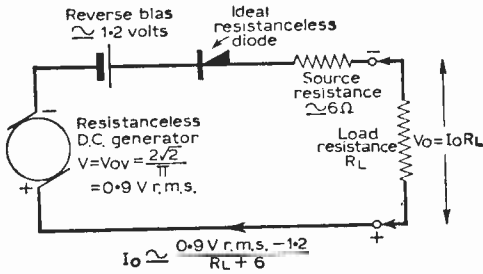 Reverse bias
≃ 1·2 volts
Ideal
resistanceless
diode
−
Source
resistance
≃6Ω
−
Resistanceless
D.C. generator
V=Vov= 2√2/π
=0·9 V r.m.s.
+
Load
resistance
RL
Vo=IoRL
+
Io ≃ 0·9 V r.m.s. −1·2 / RL + 6